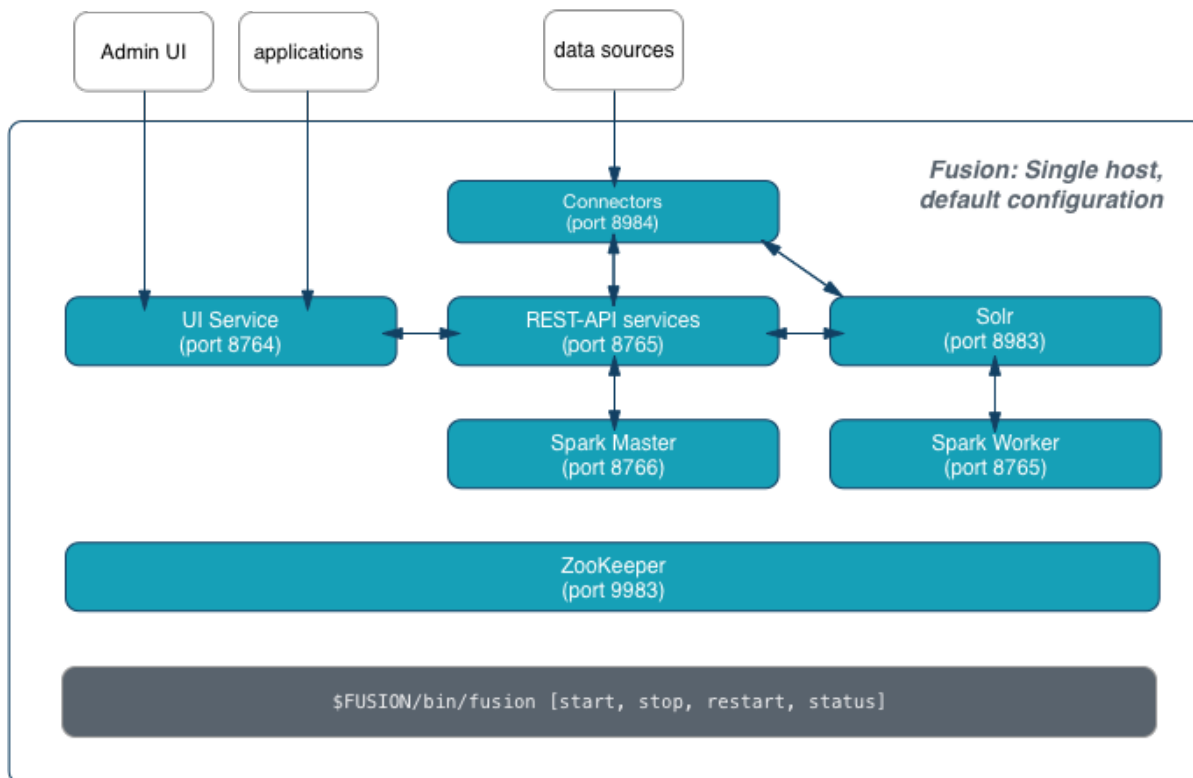 Admin UI
applications
data sources
Fusion: Single host,
default configuration
Connectors
(port 8984)
UI Service
(port 8764)
REST-API services
(port 8765)
Solr
(port 8983)
Spark Master
(port 8766)
Spark Worker
(port 8765)
ZooKeeper
(port 9983)
$FUSION/bin/fusion [start, stop, restart, status]